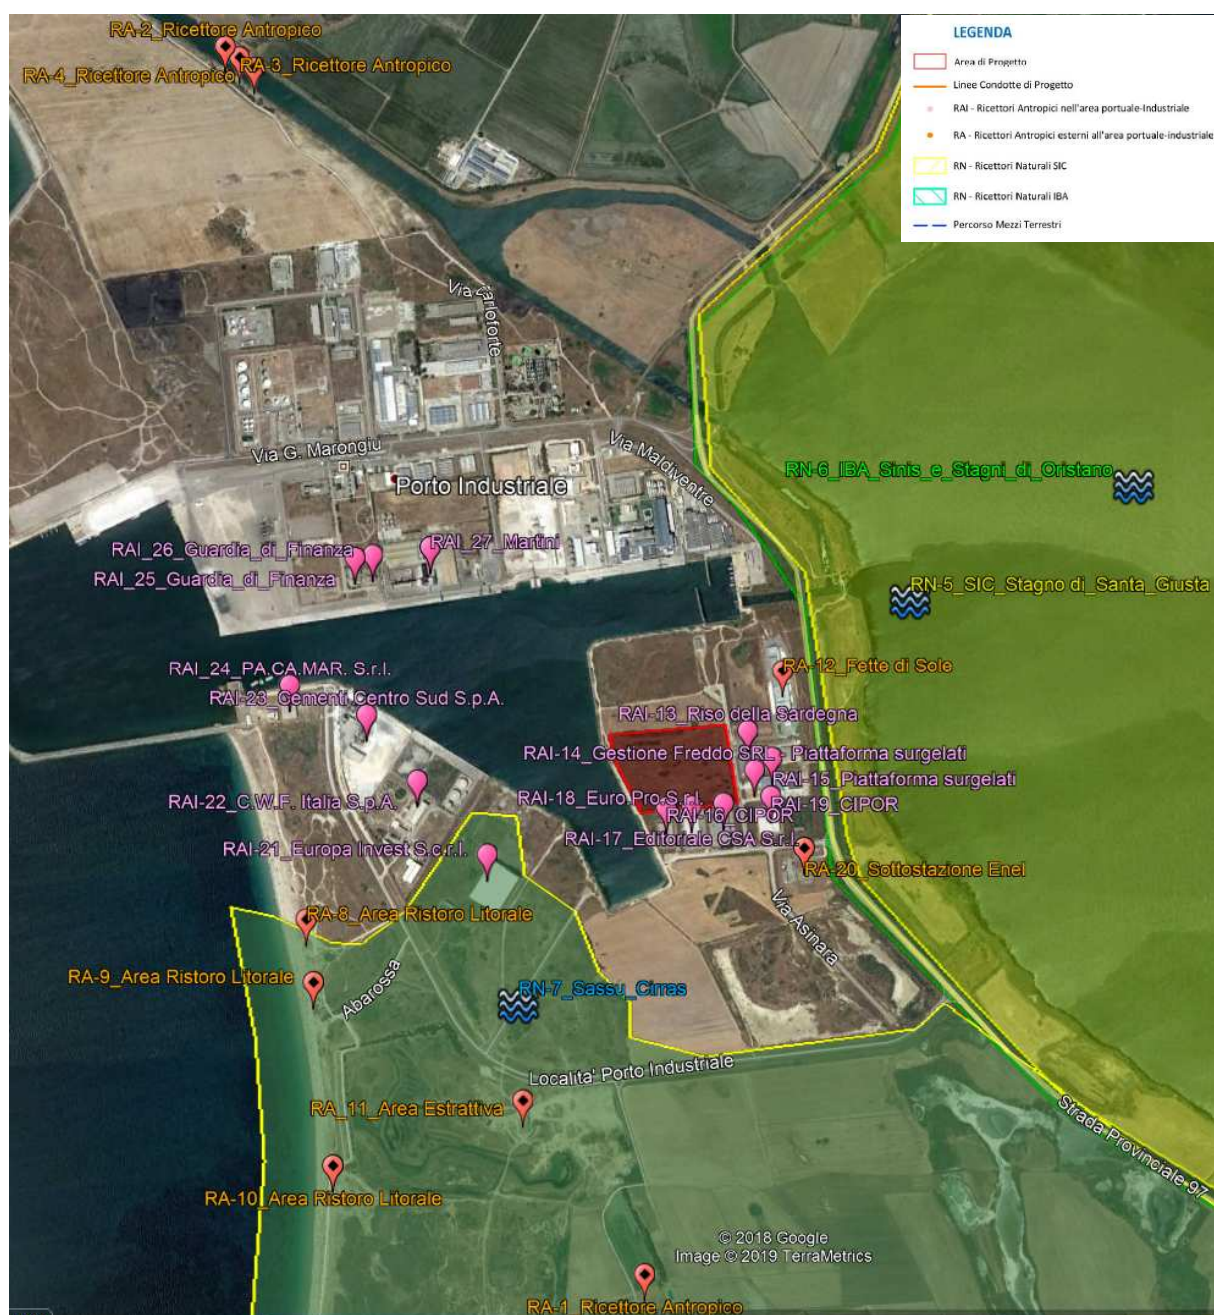 RA-2_Ricettore Antropico
RA-4_Ricettore Antropico
RA-3_Ricettore Antropico
LEGENDA
Area di Progetto
Linee Condotte di Progetto
RAI - Ricettori Antropici nell'area portuale-Industriale
RA - Ricettori Antropici esterni all'area portuale-industriale
RN - Ricettori Naturali SIC
RN - Ricettori Naturali IBA
Percorso Mezzi Terrestri
Via Carloforte
Via G. Marongiu
Via Maldiventre
Porto Industriale
RN-6_IBA_Sinis_e_Stagni_di_Oristano
RAI_26_Guardia_di_Finanza
RAI_27_Martini
RAI_25_Guardia_di_Finanza
RN-5_SIC_Stagno di_Santa_Giusta
RAI_24_PA.CA.MAR. S.r.l.
RA-12_Fette di Sole
RAI-23_Cementi Centro Sud S.p.A.
RAI-13_Riso della Sardegna
RAI-14_Gestione Freddo SRL - Piattaforma surgelati
RAI-15_Piattaforma surgelati
RAI-22_C.W.F. Italia S.p.A.
RAI-18_Euro.Pro S.r.l.
RAI-19_CIPOR
RAI-16_CIPOR
RAI-17_Editoriale CSA S.r.l.
RAI-21_Europa Invest S.c.r.l.
RA-20_Sottostazione Enel
RA-8_Area Ristoro Litorale
Via Asinara
RA-9_Area Ristoro Litorale
Abarossa
RN-7_Sassu_Cirras
Localita' Porto Industriale
RA_11_Area Estrattiva
Strada Provinciale 97
RA-10_Area Ristoro Litorale
© 2018 Google
Image © 2019 TerraMetrics
RA-1_Ricettore Antropico